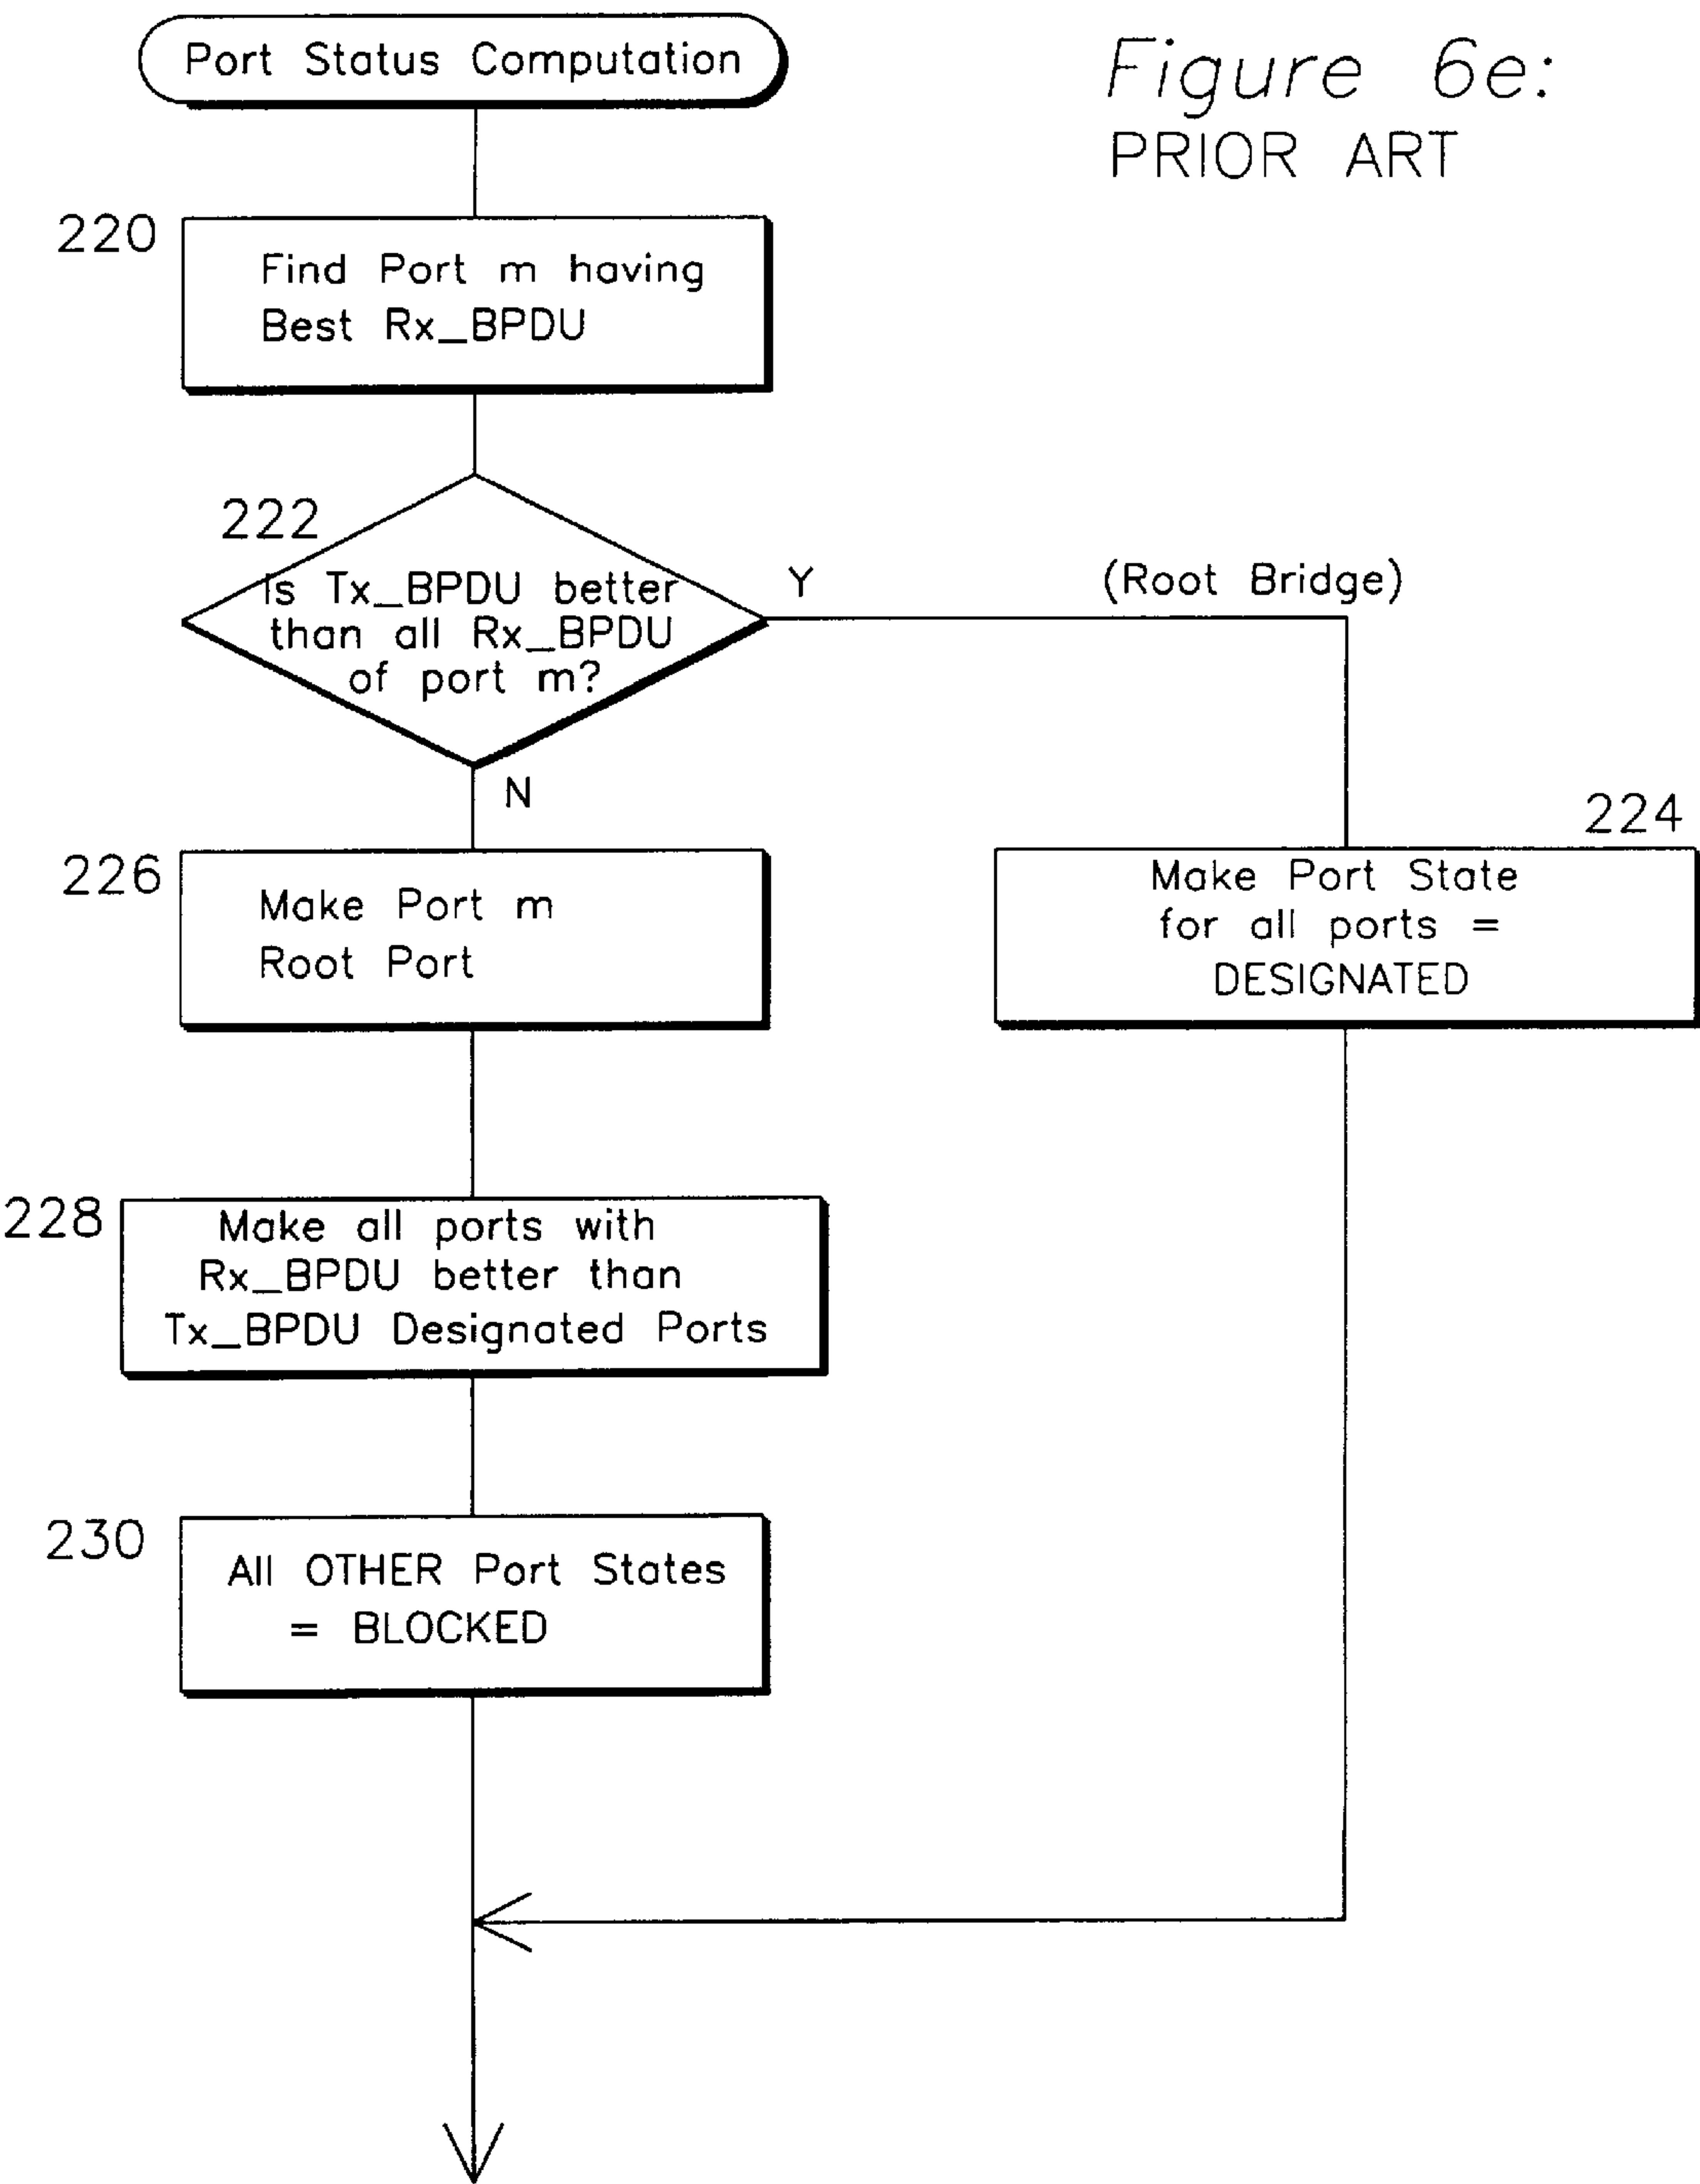 Port Status Computation
Figure 6e:
PRIOR ART
220
Find Port m having
Best Rx_BPDU
222
Is Tx_BPDU better
than all Rx_BPDU
of port m?
Y
(Root Bridge)
N
224
Make Port State
for all ports =
DESIGNATED
226
Make Port m
Root Port
228
Make all ports with
Rx_BPDU better than
Tx_BPDU Designated Ports
230
All OTHER Port States
= BLOCKED